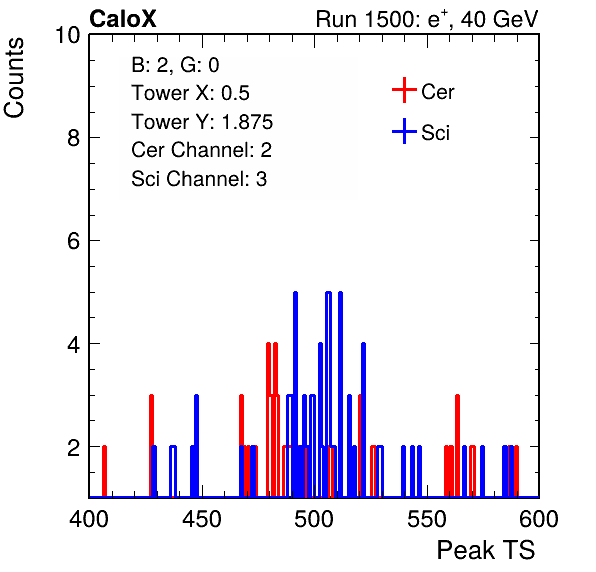 CaloX Run 1500: e⁺, 40 GeV
Counts
10
8
6
4
2
B: 2, G: 0
Tower X: 0.5
Tower Y: 1.875
Cer Channel: 2
Sci Channel: 3
Cer
Sci
400 450 500 550 600
Peak TS